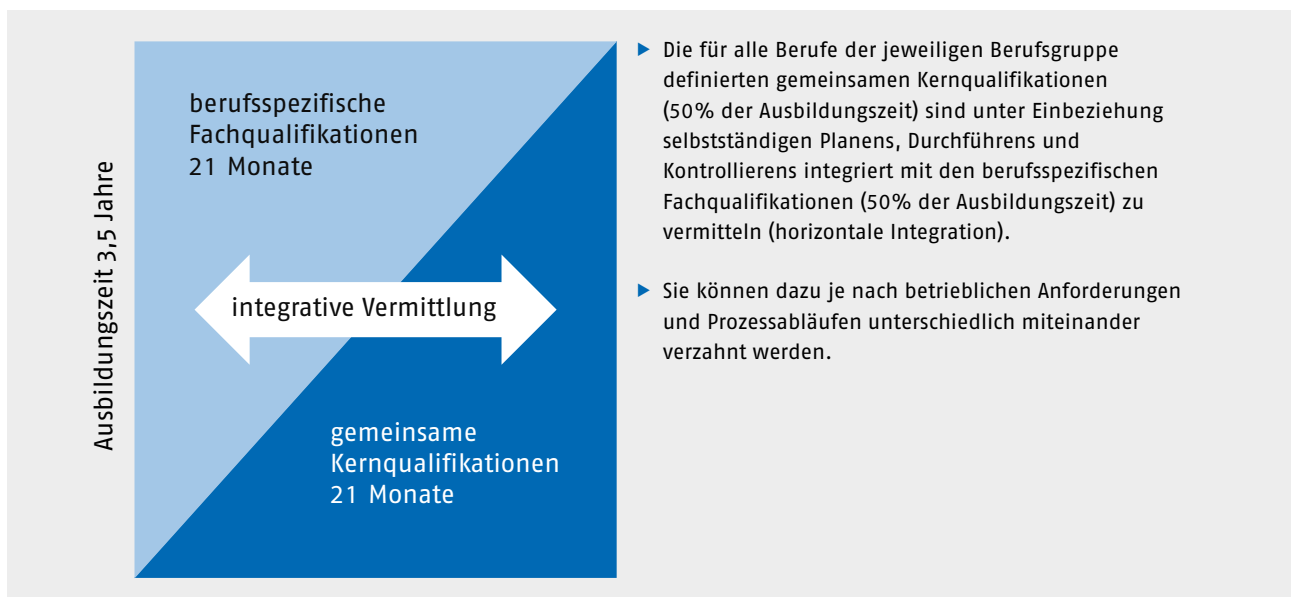 Ausbildungszeit 3,5 Jahre
berufsspezifische
Fachqualifikationen
21 Monate
integrative Vermittlung
gemeinsame
Kernqualifikationen
21 Monate
▶ Die für alle Berufe der jeweiligen Berufsgruppe
definierten gemeinsamen Kernqualifikationen
(50% der Ausbildungszeit) sind unter Einbeziehung
selbstständigen Planens, Durchführens und
Kontrollierens integriert mit den berufsspezifischen
Fachqualifikationen (50% der Ausbildungszeit) zu
vermitteln (horizontale Integration).
▶ Sie können dazu je nach betrieblichen Anforderungen
und Prozessabläufen unterschiedlich miteinander
verzahnt werden.